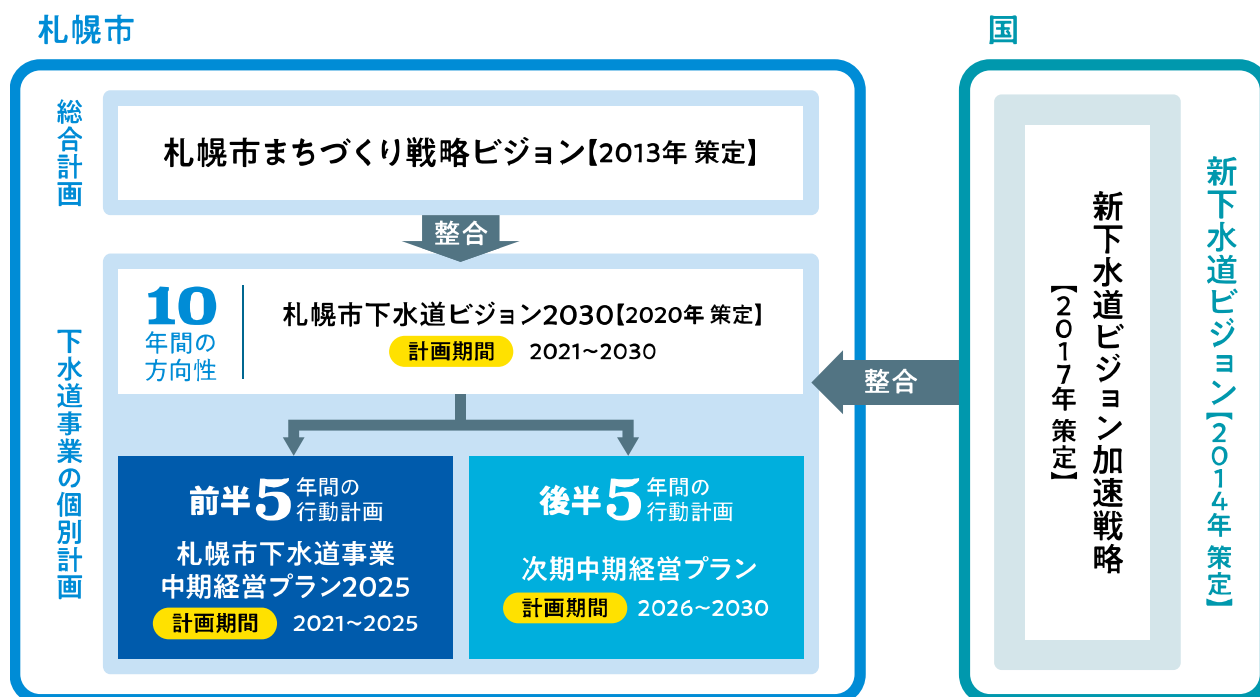 札幌市
総合計画
札幌市まちづくり戦略ビジョン【2013年 策定】
整合
下水道事業の個別計画
10
年間の
方向性
札幌市下水道ビジョン2030【2020年 策定】
計画期間 2021~2030
前半5年間の
行動計画
札幌市下水道事業
中期経営プラン2025
計画期間 2021~2025
後半5年間の
行動計画
次期中期経営プラン
計画期間 2026~2030
整合
国
新下水道ビジョン【2014年 策定】
新下水道ビジョン加速戦略
【2017年 策定】